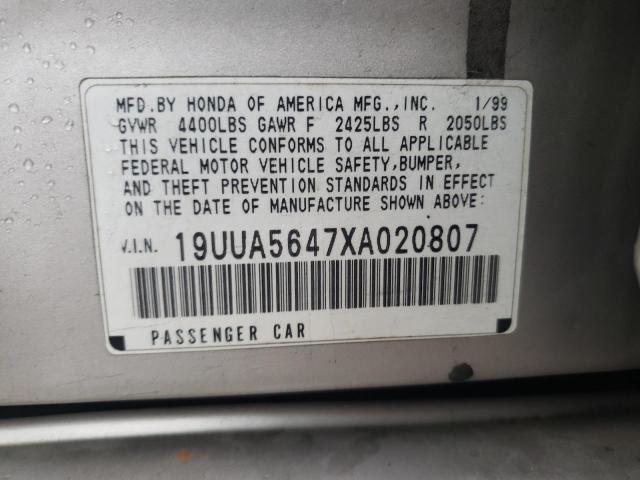 MFD.BY HONDA OF AMERICA MFG.,INC. 1/99
GVWR 4400LBS GAWR F 2425LBS R 2050LBS
THIS VEHICLE CONFORMS TO ALL APPLICABLE
FEDERAL MOTOR VEHICLE SAFETY,BUMPER,
AND THEFT PREVENTION STANDARDS IN EFFECT
ON THE DATE OF MANUFACTURE SHOWN ABOVE:
V.I.N. 19UUA5647XA020807
PASSENGER CAR